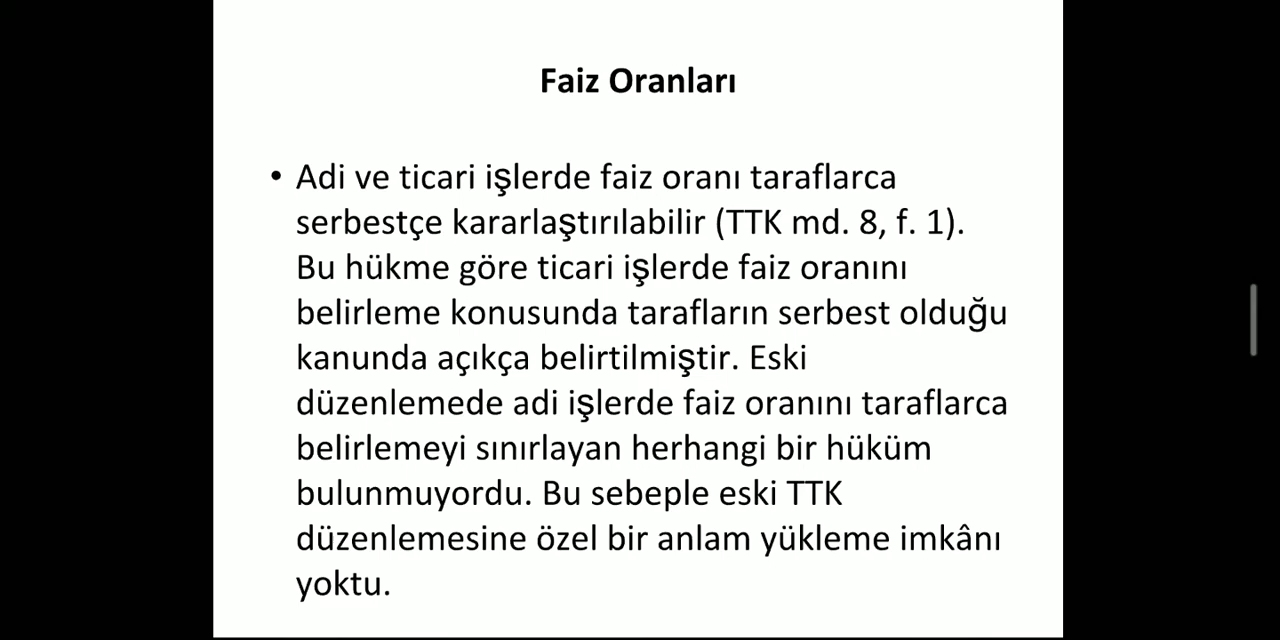 Faiz Oranları
• Adi ve ticari işlerde faiz oranı taraflarca
serbestçe kararlaştırılabilir (TTK md. 8, f. 1).
Bu hükme göre ticari işlerde faiz oranını
belirleme konusunda tarafların serbest olduğu
kanunda açıkça belirtilmiştir. Eski
düzenlemede adi işlerde faiz oranını taraflarca
belirlemeyi sınırlayan herhangi bir hüküm
bulunmuyordu. Bu sebeple eski TTK
düzenlemesine özel bir anlam yükleme imkânı
yoktu.